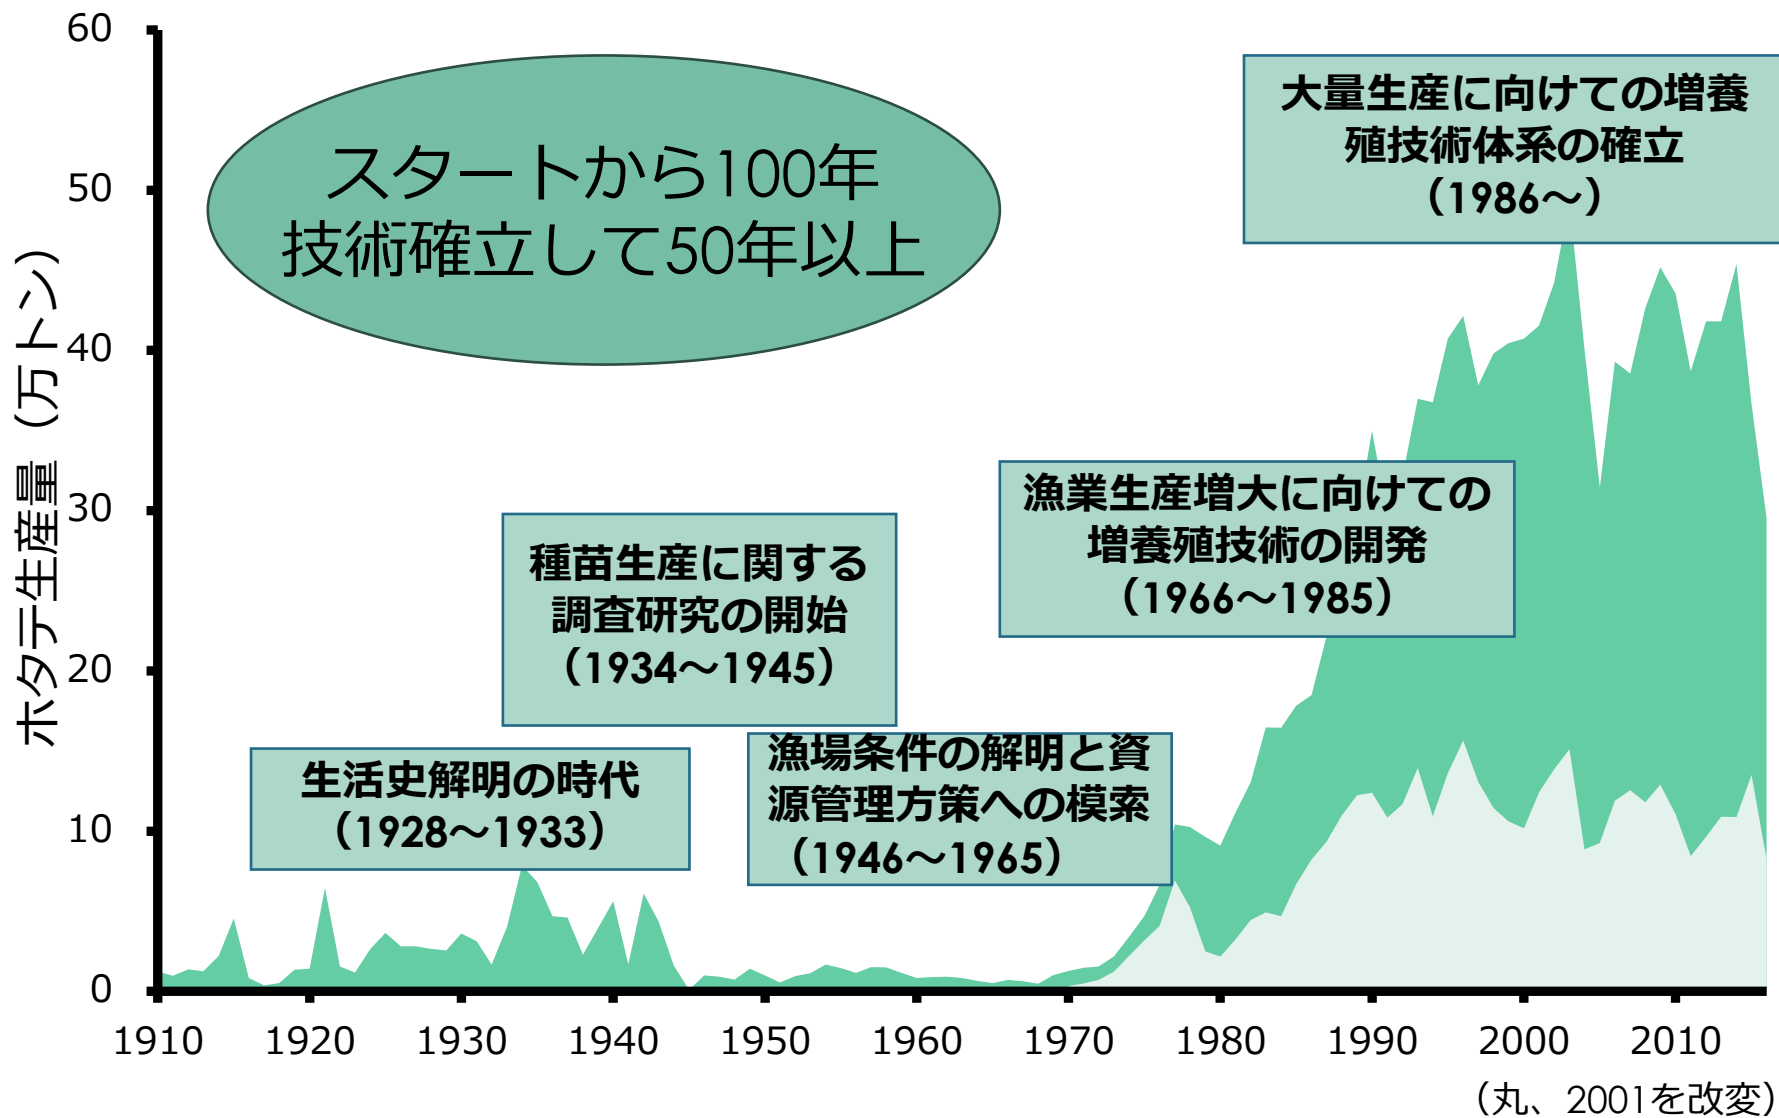 ホタテ生産量（万トン）
60
50
40
30
20
10
0
スタートから100年
技術確立して50年以上
大量生産に向けての増養
殖技術体系の確立
（1986～）
漁業生産増大に向けての
増養殖技術の開発
（1966～1985）
種苗生産に関する
調査研究の開始
（1934～1945）
漁場条件の解明と資
源管理方策への模索
（1946～1965）
生活史解明の時代
（1928～1933）
1910 1920 1930 1940 1950 1960 1970 1980 1990 2000 2010
（丸、2001を改変）